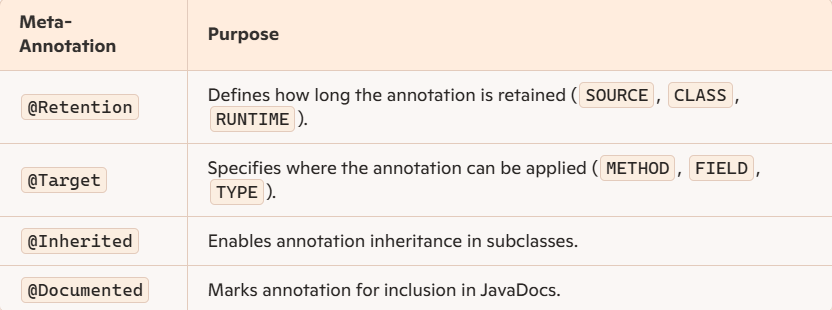 Meta-
Annotation
Purpose
@Retention
Defines how long the annotation is retained ( SOURCE , CLASS ,
RUNTIME ).
@Target
Specifies where the annotation can be applied ( METHOD , FIELD ,
TYPE ).
@Inherited
Enables annotation inheritance in subclasses.
@Documented
Marks annotation for inclusion in JavaDocs.